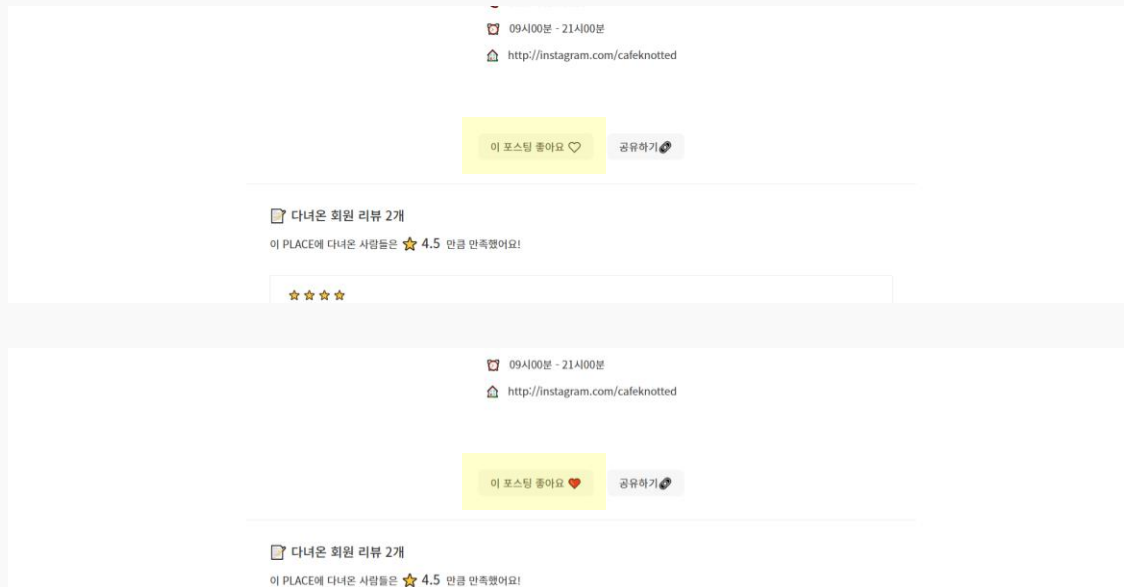 09시00분 - 21시00분
http://instagram.com/cafeknotted
이 포스팅 좋아요 ♡ 공유하기
다녀온 회원 리뷰 2개
이 PLACE에 다녀온 사람들은 ⭐ 4.5 만큼 만족했어요!
09시00분 - 21시00분
http://instagram.com/cafeknotted
이 포스팅 좋아요 ❤ 공유하기
다녀온 회원 리뷰 2개
이 PLACE에 다녀온 사람들은 ⭐ 4.5 만큼 만족했어요!